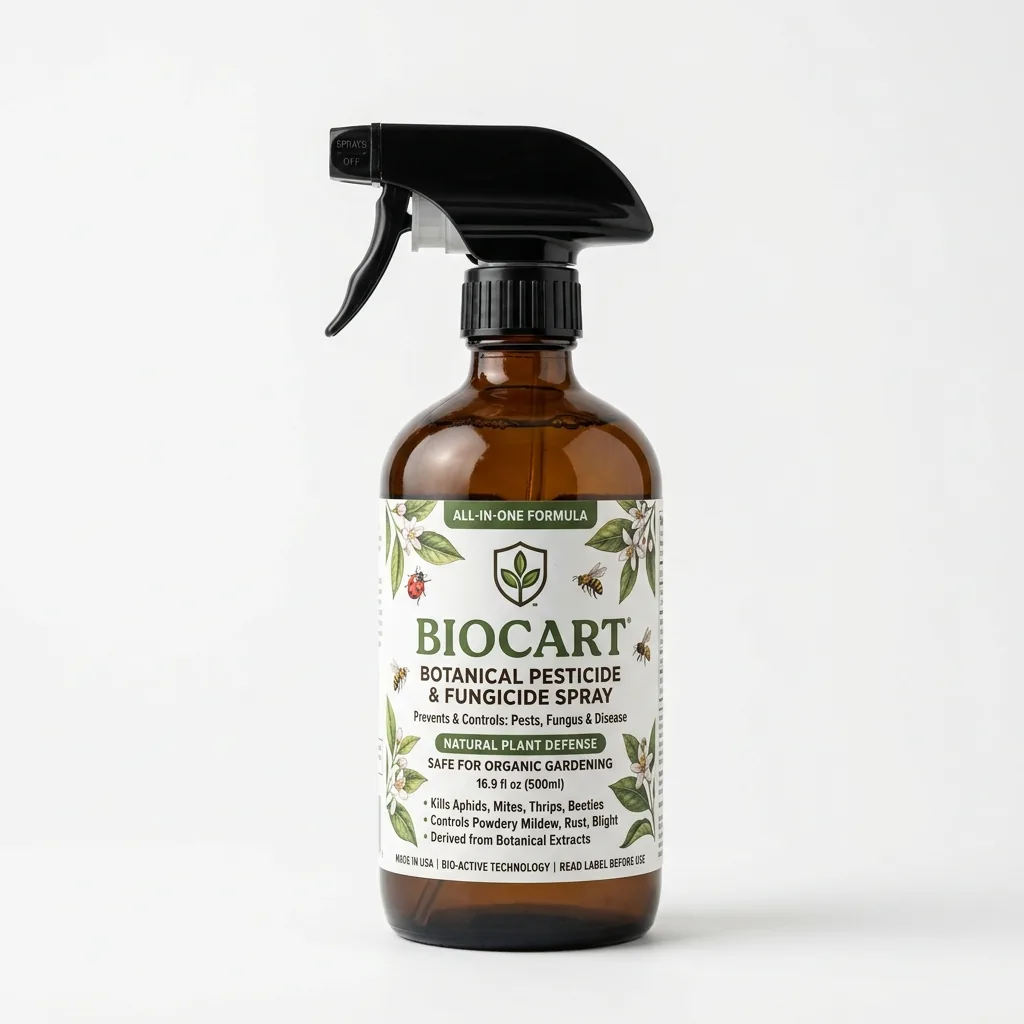 SPRAYS
OFF
ALL-IN-ONE FORMULA
BIOCART®
BOTANICAL PESTICIDE
& FUNGICIDE SPRAY
Prevents & Controls: Pests, Fungus & Disease
NATURAL PLANT DEFENSE
SAFE FOR ORGANIC GARDENING
16.9 fl oz (500ml)
• Kills Aphids, Mites, Thrips, Beeties
• Controls Powdery Mildew, Rust, Blight
• Derived from Botanical Extracts
MADE IN USA | BIO-ACTIVE TECHNOLOGY | READ LABEL BEFORE USE